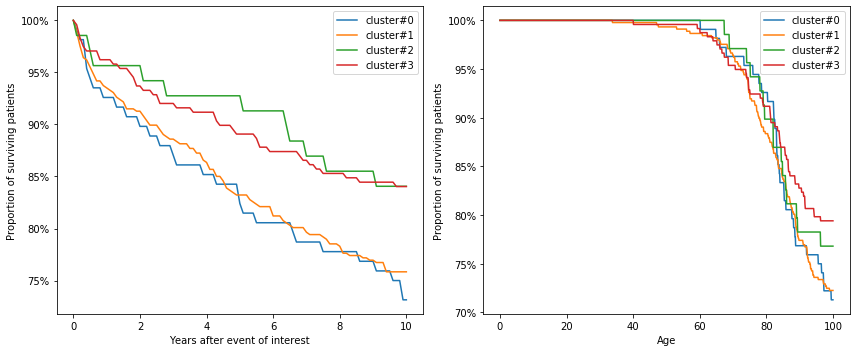 100%
95%
90%
85%
80%
75%
Proportion of surviving patients
0
2
4
6
8
10
Years after event of interest
cluster#0
cluster#1
cluster#2
cluster#3
100%
95%
90%
85%
80%
75%
70%
Proportion of surviving patients
0
20
40
60
80
100
Age
cluster#0
cluster#1
cluster#2
cluster#3